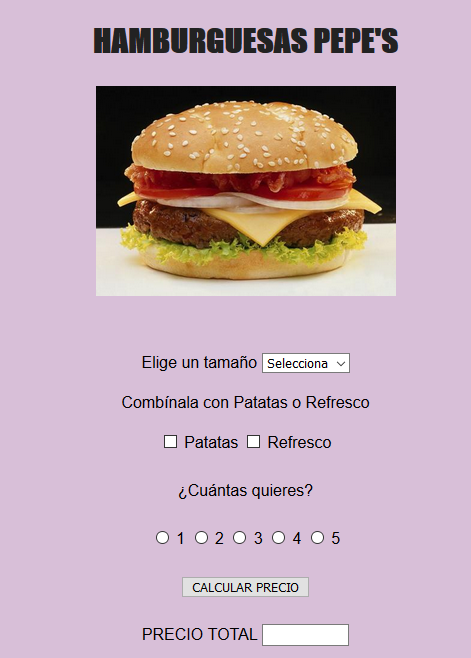 HAMBURGUESAS PEPE'S
Elige un tamaño Selecciona
Combínala con Patatas o Refresco
Patatas Refresco
¿Cuántas quieres?
1 2 3 4 5
CALCULAR PRECIO
PRECIO TOTAL